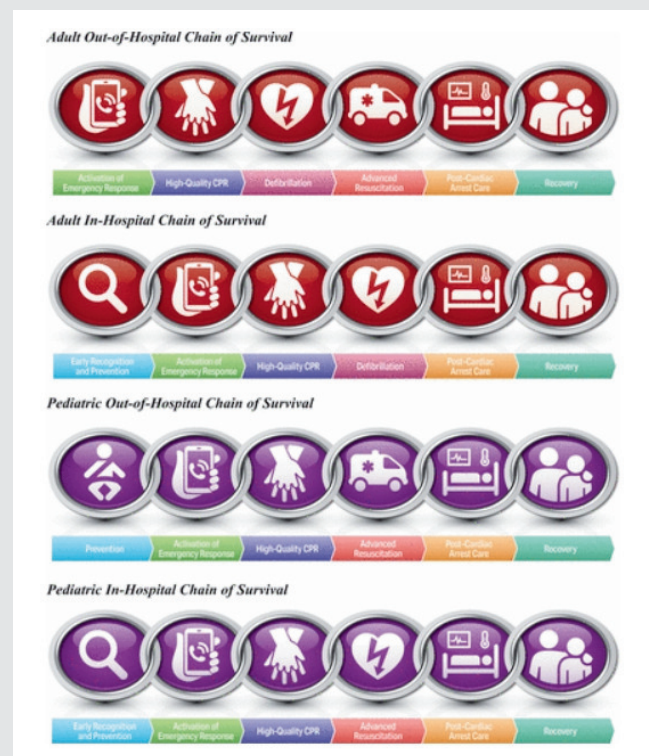 Adult Out-of-Hospital Chain of Survival
Activation of
Emergency Response
High-Quality CPR
Defibrillation
Advanced
Resuscitation
Post-Cardiac
Arrest Care
Recovery
Adult In-Hospital Chain of Survival
Early Recognition
and Prevention
Activation of
Emergency Response
High-Quality CPR
Defibrillation
Post-Cardiac
Arrest Care
Recovery
Pediatric Out-of-Hospital Chain of Survival
Prevention
Activation of
Emergency Response
High-Quality CPR
Advanced
Resuscitation
Post-Cardiac
Arrest Care
Recovery
Pediatric In-Hospital Chain of Survival
Early Recognition
and Prevention
Activation of
Emergency Response
High-Quality CPR
Advanced
Resuscitation
Post-Cardiac
Arrest Care
Recovery